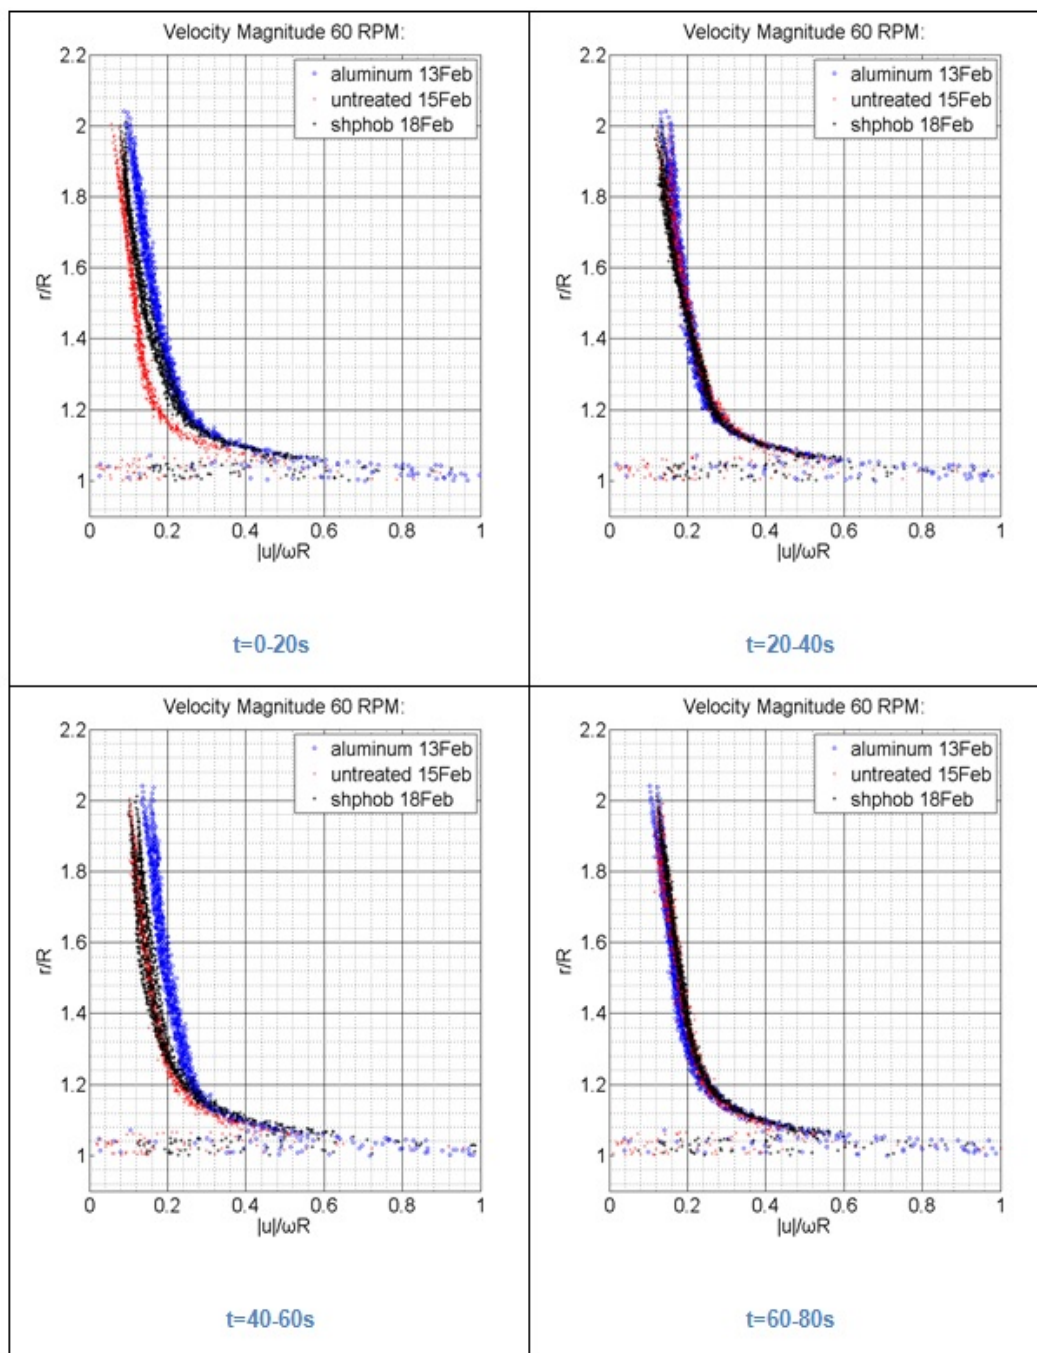 Velocity Magnitude 60 RPM:
2.2
aluminum 13Feb
untreated 15Feb
shphob 18Feb
2
1.8
1.6
r/R
1.4
1.2
1
0 0.2 0.4 0.6 0.8 1
|u|/ωR
t=0-20s
Velocity Magnitude 60 RPM:
2.2
aluminum 13Feb
untreated 15Feb
shphob 18Feb
2
1.8
1.6
r/R
1.4
1.2
1
0 0.2 0.4 0.6 0.8 1
|u|/ωR
t=20-40s
Velocity Magnitude 60 RPM:
2.2
aluminum 13Feb
untreated 15Feb
shphob 18Feb
2
1.8
1.6
r/R
1.4
1.2
1
0 0.2 0.4 0.6 0.8 1
|u|/ωR
t=40-60s
Velocity Magnitude 60 RPM:
2.2
aluminum 13Feb
untreated 15Feb
shphob 18Feb
2
1.8
1.6
r/R
1.4
1.2
1
0 0.2 0.4 0.6 0.8 1
|u|/ωR
t=60-80s